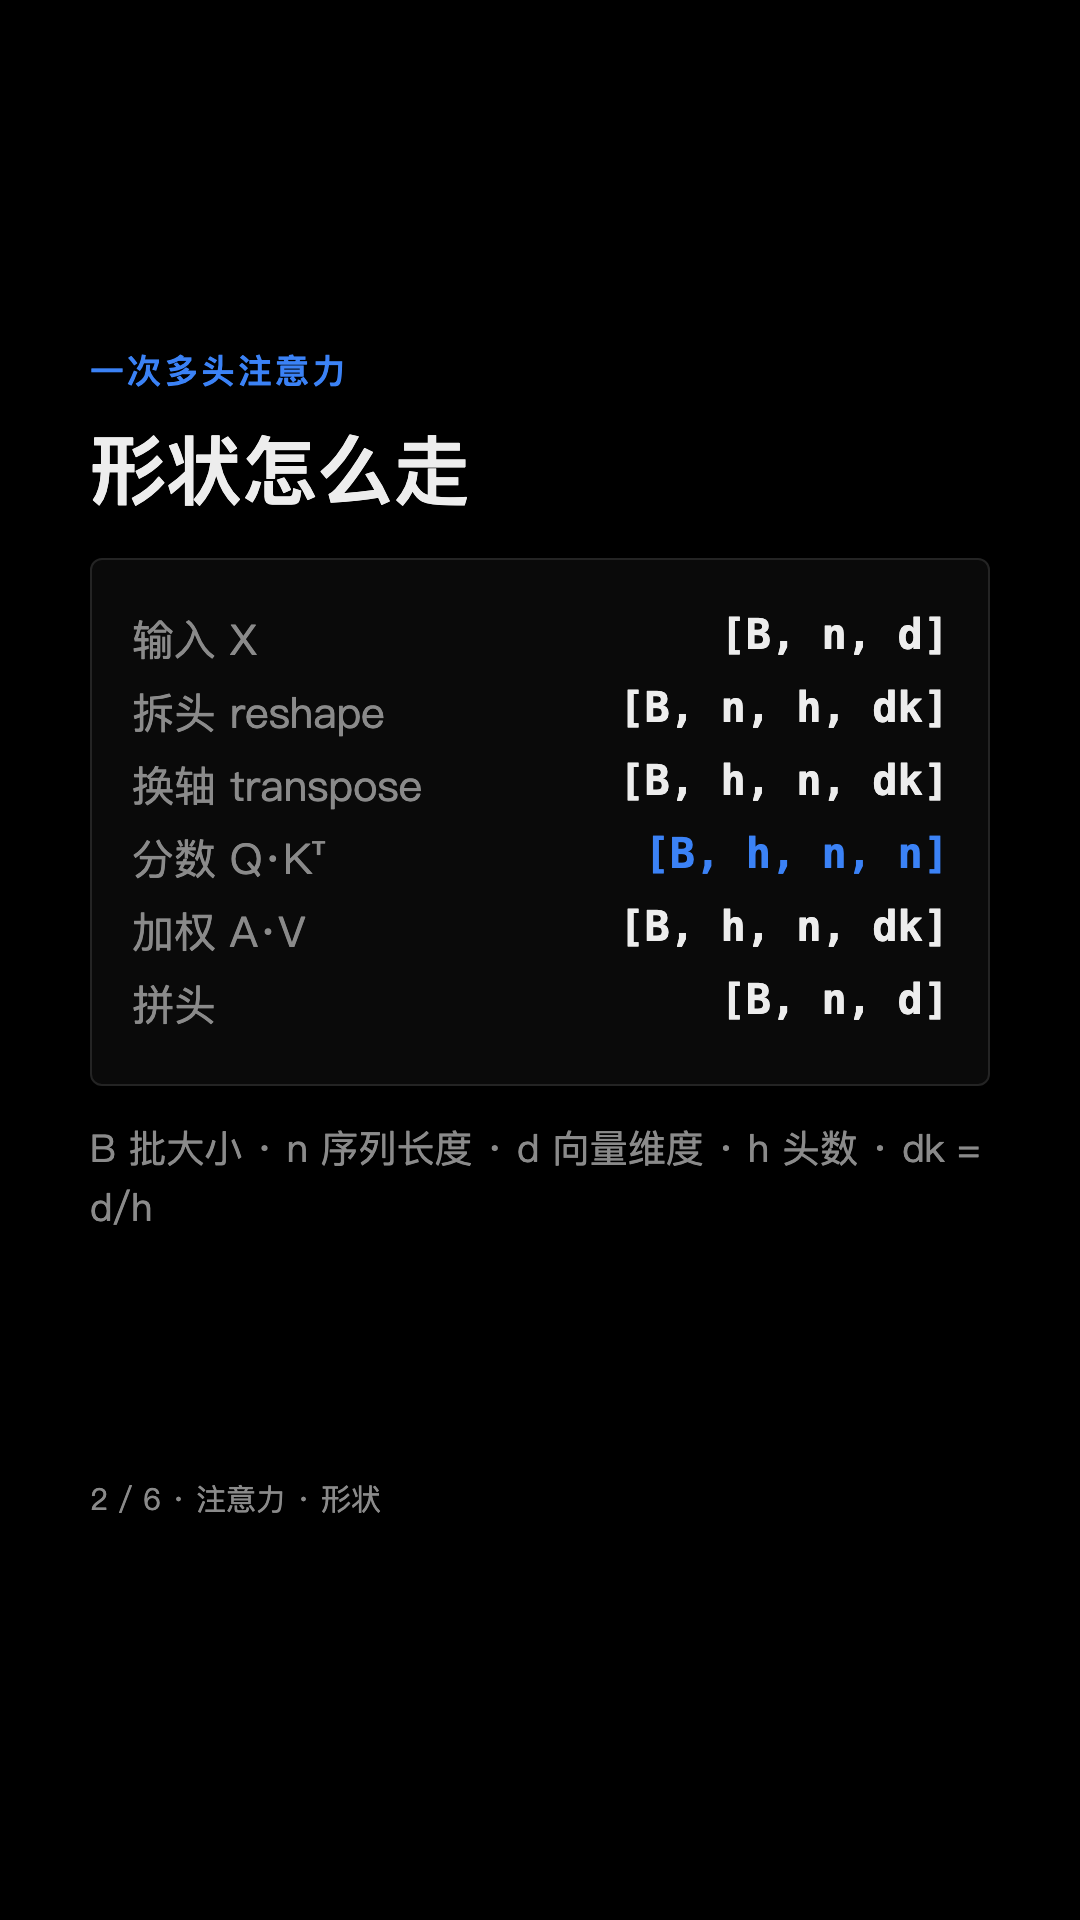 一次多头注意力
形状怎么走
输入 X [B, n, d]
拆头 reshape [B, n, h, dk]
换轴 transpose [B, h, n, dk]
分数 Q·Kᵀ [B, h, n, n]
加权 A·V [B, h, n, dk]
拼头 [B, n, d]
B 批大小 · n 序列长度 · d 向量维度 · h 头数 · dk =
d/h
2 / 6 · 注意力 · 形状